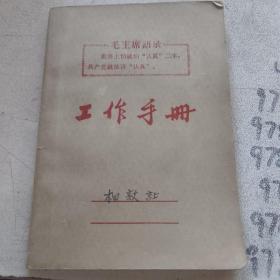 毛主席語录
世界上怕就怕“认真”二字，
共产党就最讲“认真”。
工作手册